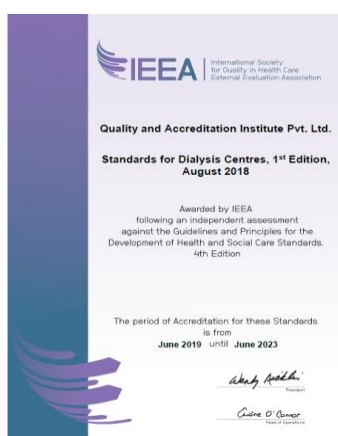 IEEA
International Society
for Quality in Health Care
External Evaluation Association
Quality and Accreditation Institute Pvt. Ltd.
Standards for Dialysis Centres, 1st Edition,
August 2018
Awarded by IEEA
following an independent assessment
against the Guidelines and Principles for the
Development of Health and Social Care Standards,
4th Edition
The period of Accreditation for these Standards
is from
June 2019 until June 2023
Wendy
President
O'Connor
Head of Operations